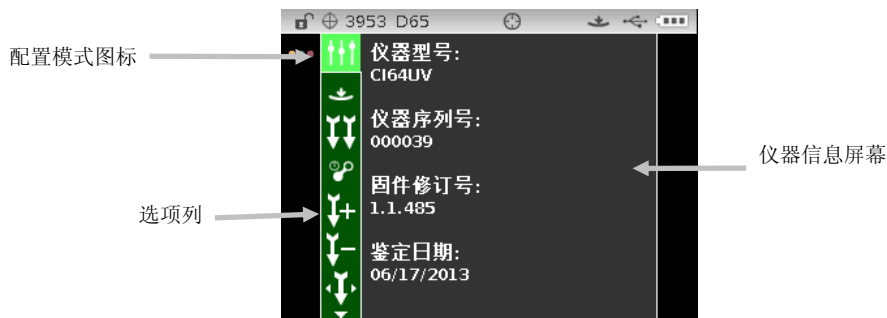 3953 D65
配置模式图标
仪器型号:
CI64UV
仪器序列号:
000039
仪器信息屏幕
固件修订号:
1.1.485
选项列
鉴定日期:
06/17/2013